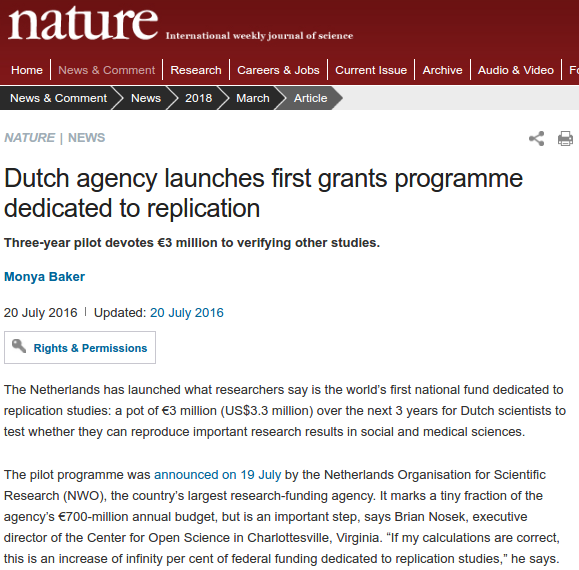 nature International weekly journal of science
Home News & Comment Research Careers & Jobs Current Issue Archive Audio & Video
News & Comment News 2018 March Article
NATURE | NEWS
Dutch agency launches first grants programme
dedicated to replication
Three-year pilot devotes €3 million to verifying other studies.
Monya Baker
20 July 2016 Updated: 20 July 2016
Rights & Permissions
The Netherlands has launched what researchers say is the world's first national fund dedicated to
replication studies: a pot of €3 million (US$3.3 million) over the next 3 years for Dutch scientists to
test whether they can reproduce important research results in social and medical sciences.
The pilot programme was announced on 19 July by the Netherlands Organisation for Scientific
Research (NWO), the country's largest research-funding agency. It marks a tiny fraction of the
agency's €700-million annual budget, but is an important step, says Brian Nosek, executive
director of the Center for Open Science in Charlottesville, Virginia. “If my calculations are correct,
this is an increase of infinity per cent of federal funding dedicated to replication studies,” he says.